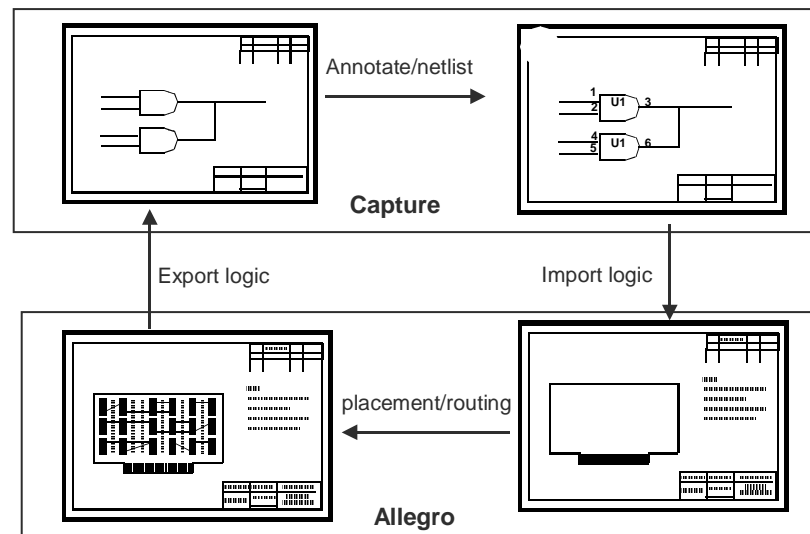 Annotate/netlist
1
2
U1
3
4
5
U1
6
Capture
Export logic
Import logic
placement/routing
Allegro